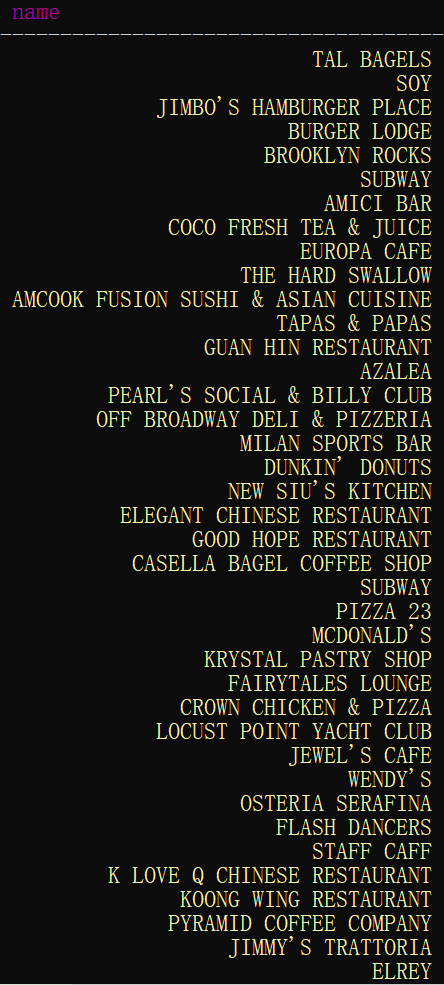 name
TAL BAGELS
SOY
JIMBO'S HAMBURGER PLACE
BURGER LODGE
BROOKLYN ROCKS
SUBWAY
AMICI BAR
COCO FRESH TEA & JUICE
EUROPA CAFE
THE HARD SWALLOW
AMCOOK FUSION SUSHI & ASIAN CUISINE
TAPAS & PAPAS
GUAN HIN RESTAURANT
AZALEA
PEARL'S SOCIAL & BILLY CLUB
OFF BROADWAY DELI & PIZZERIA
MILAN SPORTS BAR
DUNKIN' DONUTS
NEW SIU'S KITCHEN
ELEGANT CHINESE RESTAURANT
GOOD HOPE RESTAURANT
CASELLA BAGEL COFFEE SHOP
SUBWAY
PIZZA 23
MCDONALD'S
KRYSTAL PASTRY SHOP
FAIRYTALES LOUNGE
CROWN CHICKEN & PIZZA
LOCUST POINT YACHT CLUB
JEWEL'S CAFE
WENDY'S
OSTERIA SERAFINA
FLASH DANCERS
STAFF CAFF
K LOVE Q CHINESE RESTAURANT
KOONG WING RESTAURANT
PYRAMID COFFEE COMPANY
JIMMY'S TRATTORIA
ELREY